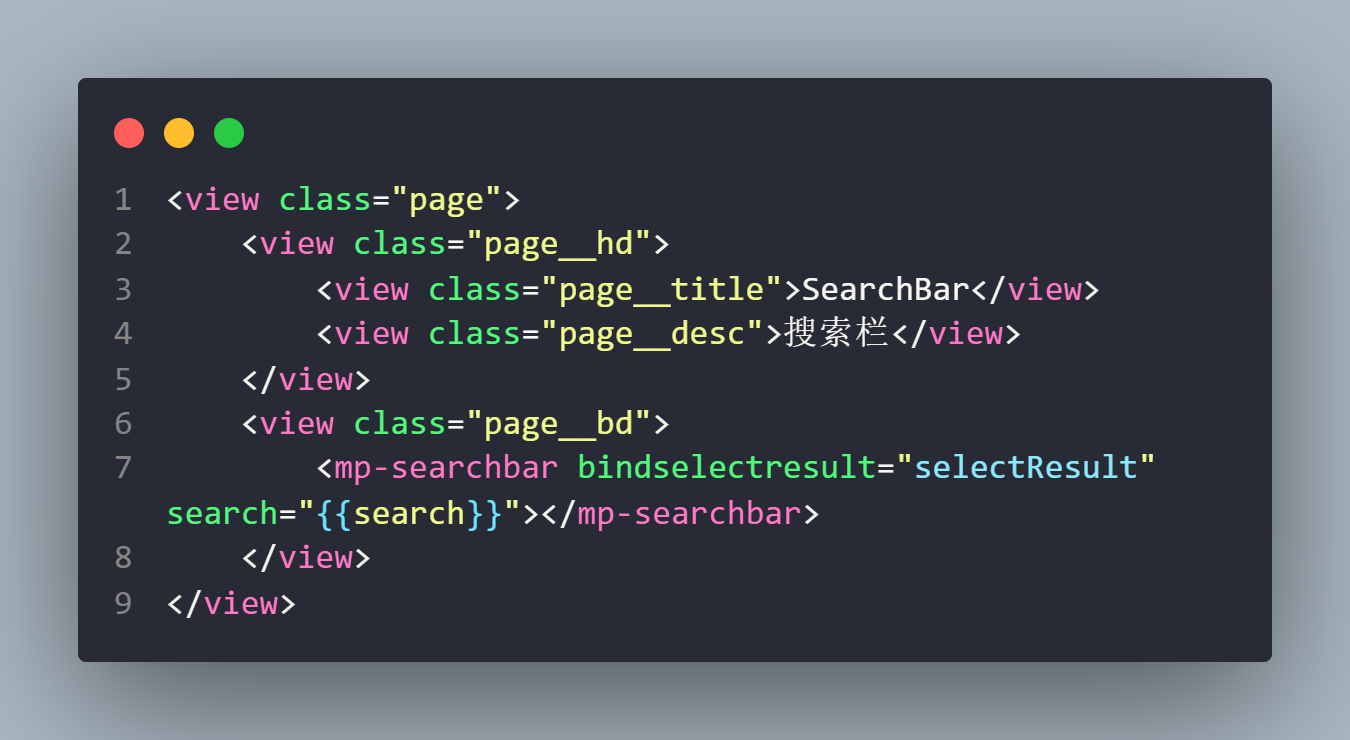 1 <view class="page">
2     <view class="page__hd">
3         <view class="page__title">SearchBar</view>
4         <view class="page__desc">搜索栏</view>
5     </view>
6     <view class="page__bd">
7         <mp-searchbar bindselectresult="selectResult"
search="{{search}}"></mp-searchbar>
8     </view>
9 </view>